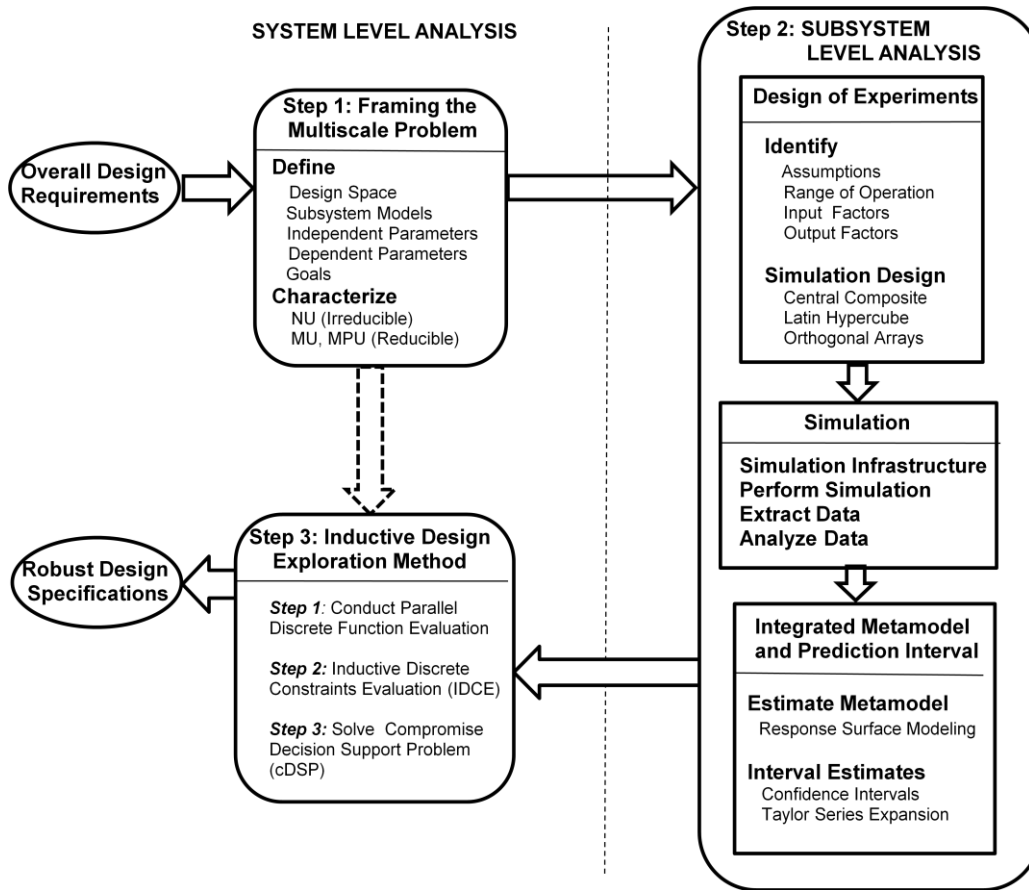 SYSTEM LEVEL ANALYSIS
Overall Design
Requirements
Step 1: Framing the
Multiscale Problem
Define
Design Space
Subsystem Models
Independent Parameters
Dependent Parameters
Goals
Characterize
NU (Irreducible)
MU, MPU (Reducible)
Step 2: SUBSYSTEM
LEVEL ANALYSIS
Design of Experiments
Identify
Assumptions
Range of Operation
Input Factors
Output Factors
Simulation Design
Central Composite
Latin Hypercube
Orthogonal Arrays
Simulation
Simulation Infrastructure
Perform Simulation
Extract Data
Analyze Data
Integrated Metamodel
and Prediction Interval
Estimate Metamodel
Response Surface Modeling
Interval Estimates
Confidence Intervals
Taylor Series Expansion
Step 3: Inductive Design
Exploration Method
Step 1: Conduct Parallel
Discrete Function Evaluation
Step 2: Inductive Discrete
Constraints Evaluation (IDCE)
Step 3: Solve Compromise
Decision Support Problem
(cDSP)
Robust Design
Specifications